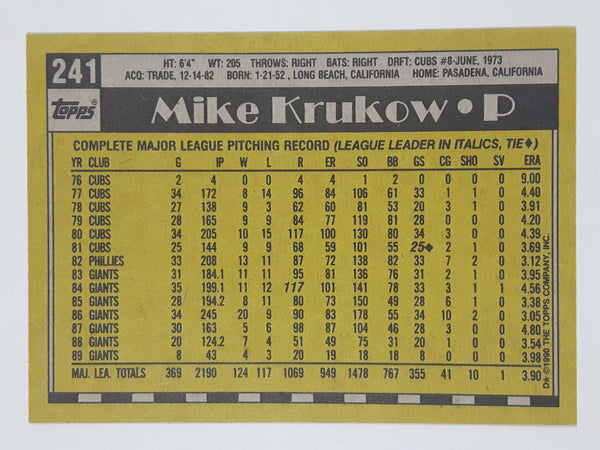 241
HT: 6'4" WT: 205 THROWS: RIGHT BATS: RIGHT DRFT: CUBS #8-JUNE, 1973
ACQ: TRADE, 12-14-82 BORN: 1-21-52, LONG BEACH, CALIFORNIA HOME: PASADENA, CALIFORNIA
Topps®
Mike Krukow • P
COMPLETE MAJOR LEAGUE PITCHING RECORD (LEAGUE LEADER IN ITALICS, TIE♦)
YR CLUB G IP W L R ER SO BB GS CG SHO SV ERA
76 CUBS 2 4 0 0 4 4 1 2 0 0 0 0 9.00
77 CUBS 34 172 8 14 96 84 106 61 33 1 1 0 4.40
78 CUBS 27 138 9 3 62 60 81 53 20 3 1 0 3.91
79 CUBS 28 165 9 9 84 77 119 81 28 0 0 0 4.20
80 CUBS 34 205 10 15 117 100 130 80 34 3 0 0 4.39
81 CUBS 25 144 9 9 68 59 101 55 25♦ 2 1 0 3.69
82 PHILLIES 33 208 13 11 87 72 138 82 33 7 2 0 3.12
83 GIANTS 31 184.1 11 11 95 81 136 76 31 2 1 0 3.95
84 GIANTS 35 199.1 11 12 117 101 141 78 33 3 1 1 4.56
85 GIANTS 28 194.2 8 11 80 73 150 49 28 6 1 0 3.38
86 GIANTS 34 245 20 9 90 83 178 55 34 10 2 0 3.05
87 GIANTS 30 163 5 6 98 87 104 46 28 3 0 0 4.80
88 GIANTS 20 124.2 7 4 51 49 75 31 20 1 0 0 3.54
89 GIANTS 8 43 4 3 20 19 18 18 8 0 0 0 3.98
MAJ. LEA. TOTALS 369 2190 124 117 1069 949 1478 767 355 41 10 1 3.90
D* ©1990 THE TOPPS COMPANY, INC.